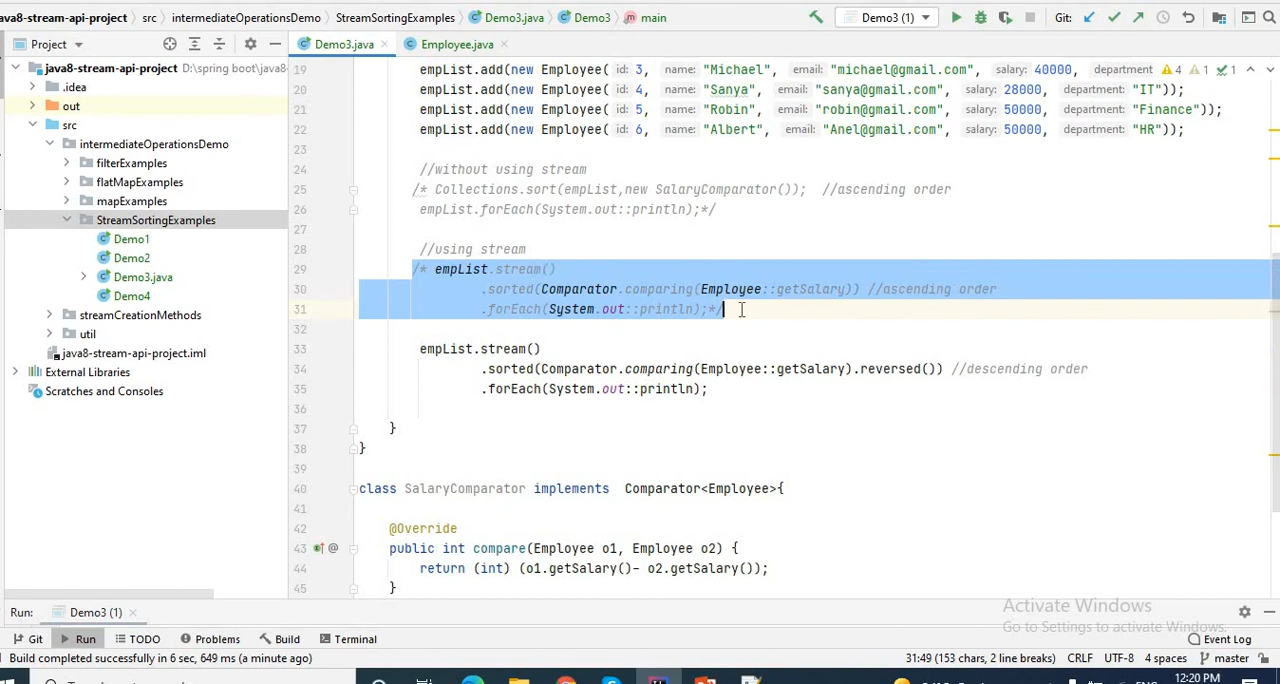 java8-stream-api-project src intermediateOperationsDemo StreamSortingExamples Demo3.java Demo3 main Demo3 (1) Git:
Project Demo3.java Employee.java
java8-stream-api-project D:\spring boot\java8-
.idea
out
src
intermediateOperationsDemo
filterExamples
flatMapExamples
mapExamples
StreamSortingExamples
Demo1
Demo2
Demo3.java
Demo4
streamCreationMethods
util
java8-stream-api-project.iml
External Libraries
Scratches and Consoles
19 empList.add(new Employee( id: 3, name: "Michael", email: "michael@gmail.com", salary: 40000, department 4 1 1
20 empList.add(new Employee( id: 4, name: "Sanya", email: "sanya@gmail.com", salary: 28000, department: "IT"));
21 empList.add(new Employee( id: 5, name: "Robin", email: "robin@gmail.com", salary: 50000, department: "Finance"));
22 empList.add(new Employee( id: 6, name: "Albert", email: "Anel@gmail.com", salary: 50000, department: "HR"));
23
24 //without using stream
25 /* Collections.sort(empList,new SalaryComparator()); //ascending order
26 empList.forEach(System.out::println);*/
27
28 //using stream
29 /* empList.stream()
30 .sorted(Comparator.comparing(Employee::getSalary)) //ascending order
31 .forEach(System.out::println);*/
32
33 empList.stream()
34 .sorted(Comparator.comparing(Employee::getSalary).reversed()) //descending order
35 .forEach(System.out::println);
36
37 }
38 }
39
40 class SalaryComparator implements Comparator<Employee>{
41
42 @Override
43 @ public int compare(Employee o1, Employee o2) {
44 return (int) (o1.getSalary()- o2.getSalary());
45 }
Run: Demo3 (1)
Activate Windows
Go to Settings to activate Windows.
Git Run TODO Problems Build Terminal Event Log
Build completed successfully in 6 sec, 649 ms (a minute ago) 31:49 (153 chars, 2 line breaks) CRLF UTF-8 4 spaces master
ENG 12:20 PM